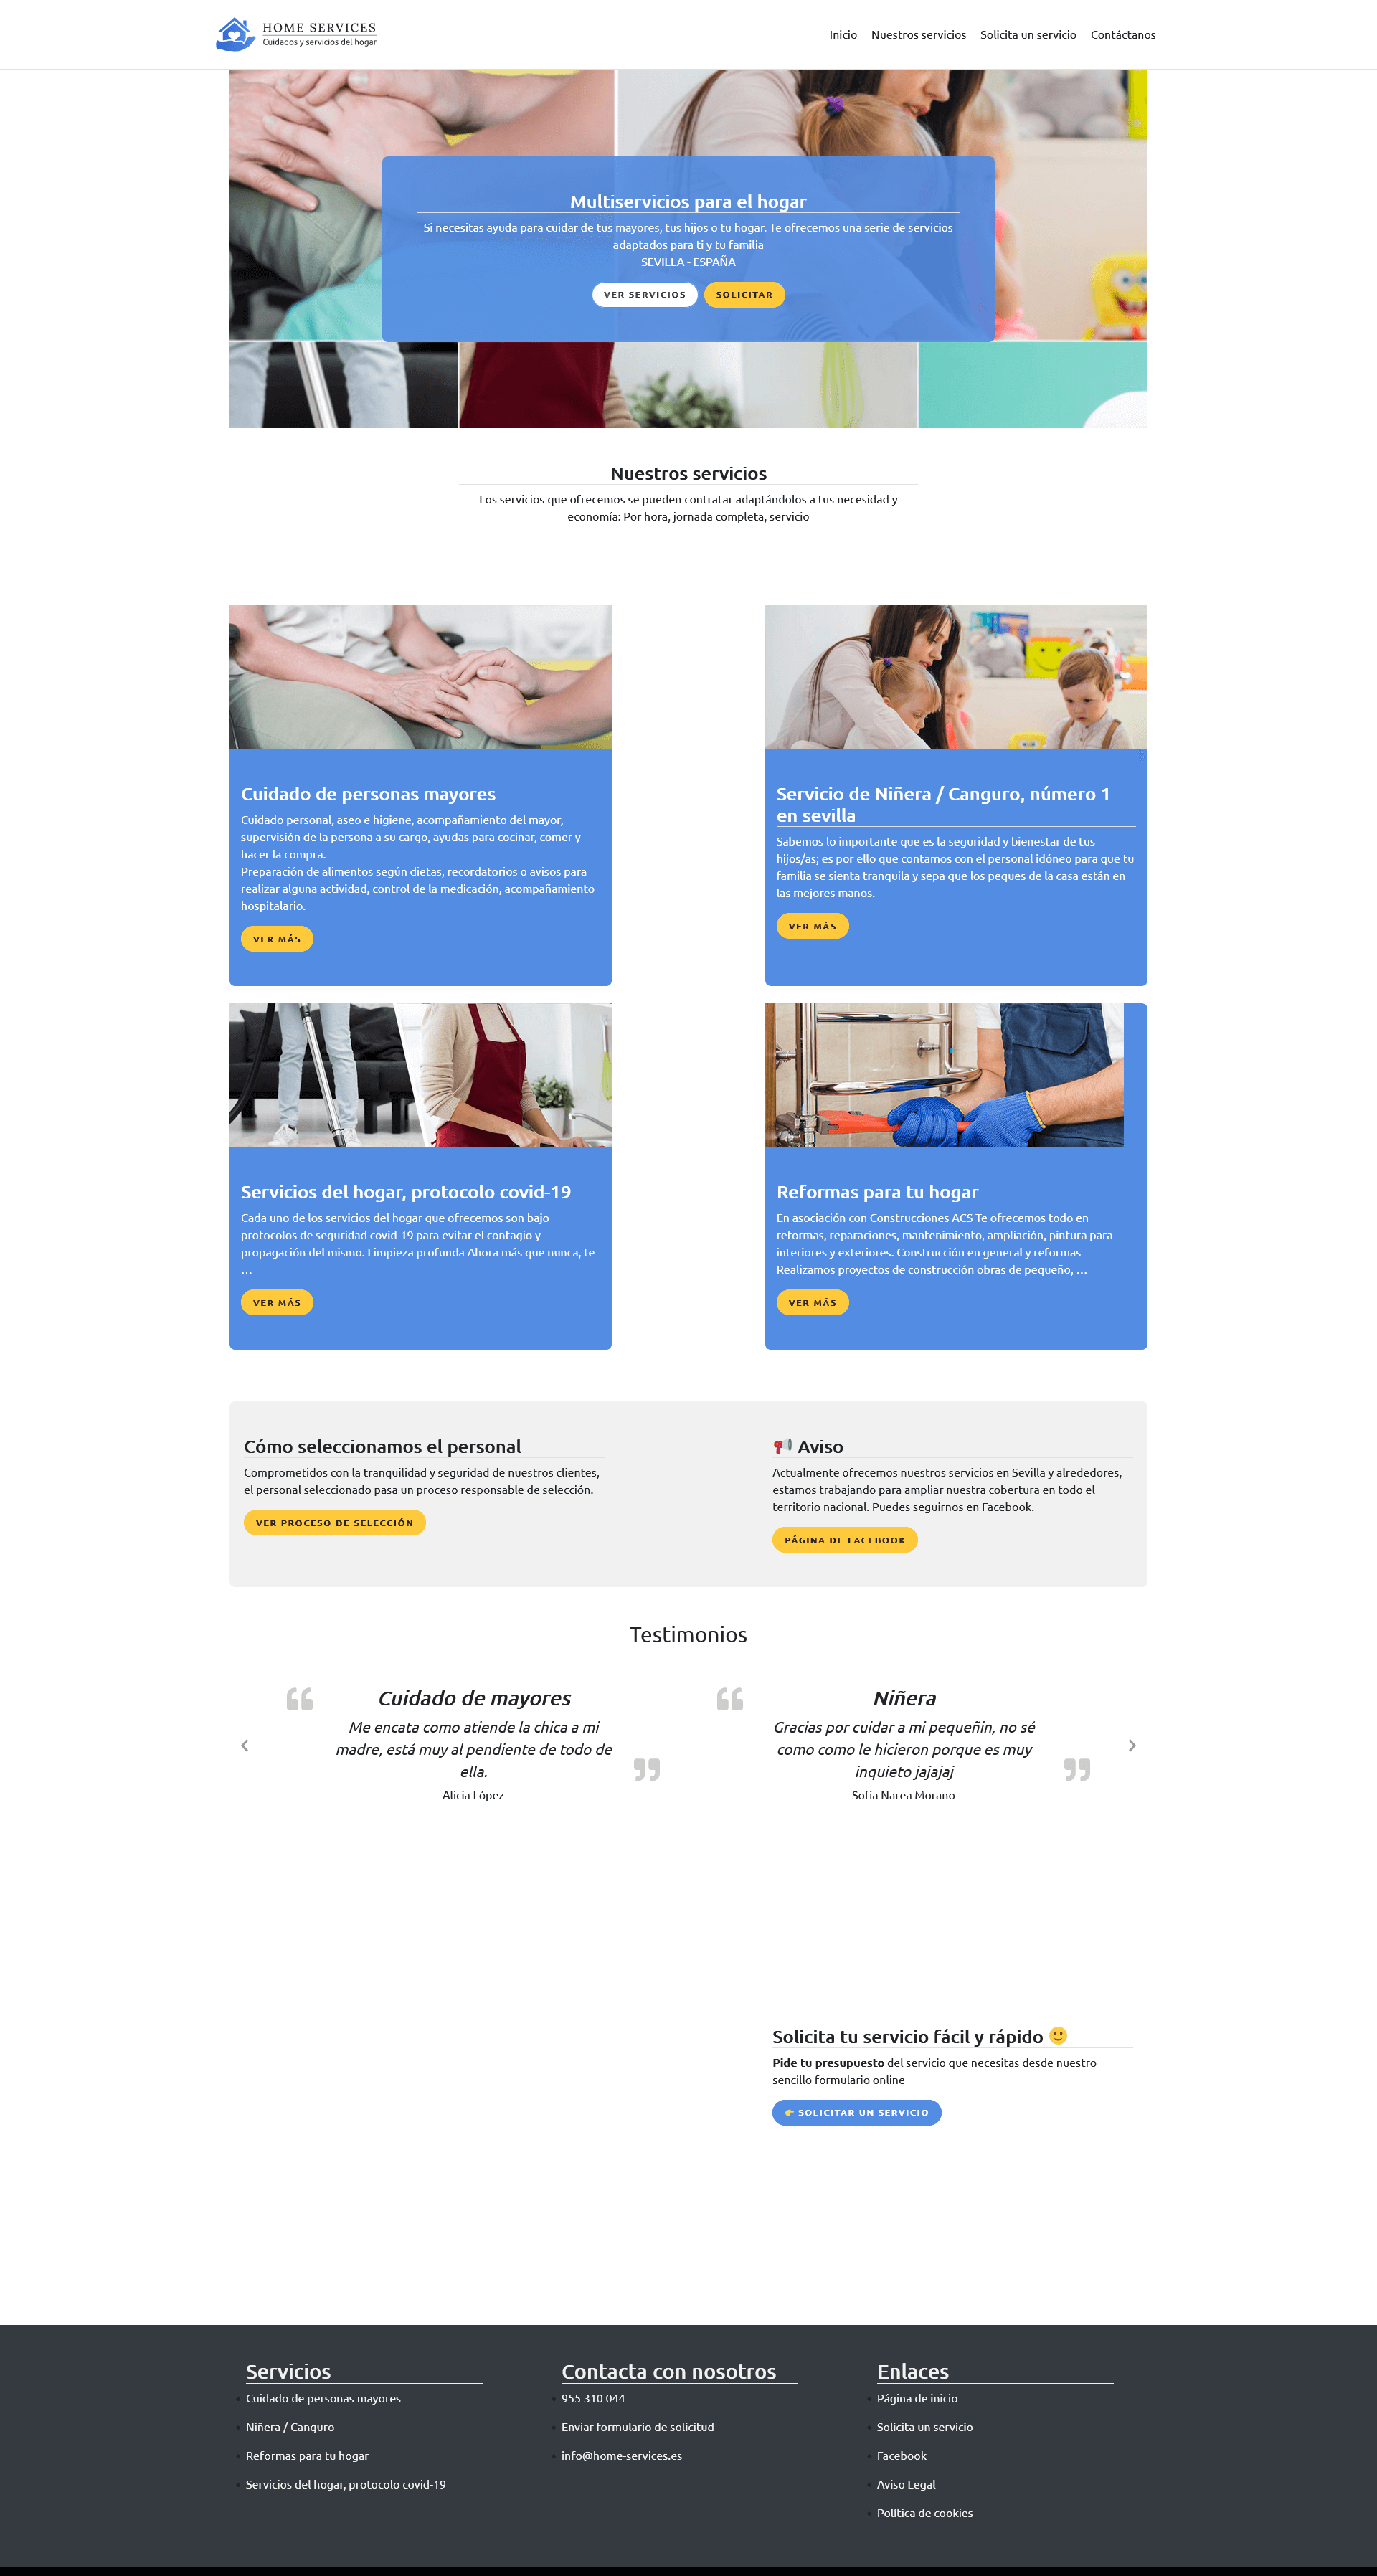 HOME SERVICES
Cuidados y servicios del hogar
Inicio Nuestros servicios Solicita un servicio Contáctanos
Multiservicios para el hogar
Si necesitas ayuda para cuidar de tus mayores, tus hijos o tu hogar. Te ofrecemos una serie de servicios
adaptados para ti y tu familia
SEVILLA - ESPAÑA
VER SERVICIOS SOLICITAR
Nuestros servicios
Los servicios que ofrecemos se pueden contratar adaptándolos a tus necesidad y
economía: Por hora, jornada completa, servicio
Cuidado de personas mayores
Cuidado personal, aseo e higiene, acompañamiento del mayor,
supervisión de la persona a su cargo, ayudas para cocinar, comer y
hacer la compra.
Preparación de alimentos según dietas, recordatorios o avisos para
realizar alguna actividad, control de la medicación, acompañamiento
hospitalario.
VER MÁS
Servicio de Niñera / Canguro, número 1
en sevilla
Sabemos lo importante que es la seguridad y bienestar de tus
hijos/as; es por ello que contamos con el personal idóneo para que tu
familia se sienta tranquila y sepa que los peques de la casa están en
las mejores manos.
VER MÁS
Servicios del hogar, protocolo covid-19
Cada uno de los servicios del hogar que ofrecemos son bajo
protocolos de seguridad covid-19 para evitar el contagio y
propagación del mismo. Limpieza profunda Ahora más que nunca, te
…
VER MÁS
Reformas para tu hogar
En asociación con Construcciones ACS Te ofrecemos todo en
reformas, reparaciones, mantenimiento, ampliación, pintura para
interiores y exteriores. Construcción en general y reformas
Realizamos proyectos de construcción obras de pequeño, …
VER MÁS
Cómo seleccionamos el personal
Comprometidos con la tranquilidad y seguridad de nuestros clientes,
el personal seleccionado pasa un proceso responsable de selección.
VER PROCESO DE SELECCIÓN
📢 Aviso
Actualmente ofrecemos nuestros servicios en Sevilla y alrededores,
estamos trabajando para ampliar nuestra cobertura en todo el
territorio nacional. Puedes seguirnos en Facebook.
PÁGINA DE FACEBOOK
Testimonios
Cuidado de mayores
Me encata como atiende la chica a mi
madre, está muy al pendiente de todo de
ella.
Alicia López
Niñera
Gracias por cuidar a mi pequeñin, no sé
como como le hicieron porque es muy
inquieto jajajaj
Sofia Narea Morano
Solicita tu servicio fácil y rápido 🙂
Pide tu presupuesto del servicio que necesitas desde nuestro
sencillo formulario online
👉 SOLICITAR UN SERVICIO
Servicios
Cuidado de personas mayores
Niñera / Canguro
Reformas para tu hogar
Servicios del hogar, protocolo covid-19
Contacta con nosotros
955 310 044
Enviar formulario de solicitud
info@home-services.es
Enlaces
Página de inicio
Solicita un servicio
Facebook
Aviso Legal
Política de cookies